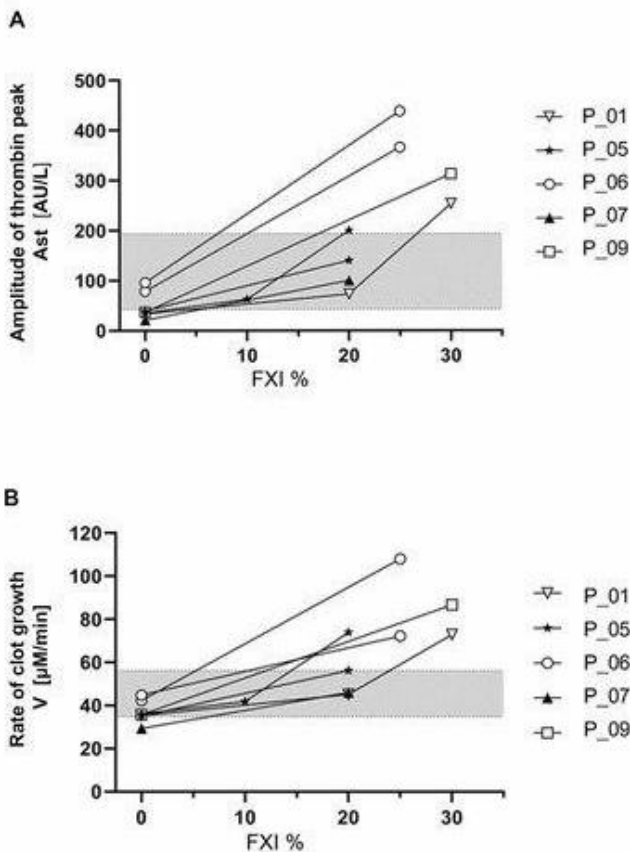 A
Amplitude of thrombin peak
Ast [AU/L]
500
400
300
200
100
0
0
10
20
30
FXI %
P_01
P_05
P_06
P_07
P_09
B
Rate of clot growth
V [µM/min]
120
100
80
60
40
20
0
0
10
20
30
FXI %
P_01
P_05
P_06
P_07
P_09